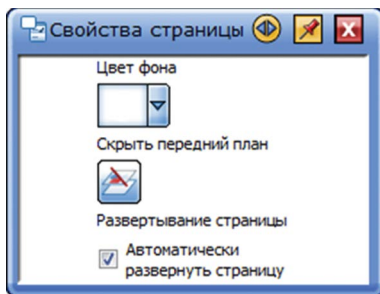 Свойства страницы
Цвет фона
Скрыть передний план
Развертывание страницы
Автоматически
развернуть страницу